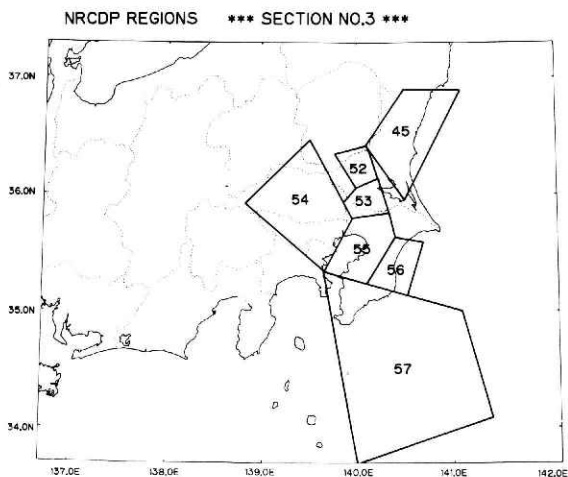 NRCDP REGIONS *** SECTION NO.3 ***
37.0N
45
52
36.0N
54
53
55
56
35.0N
57
34.0N
137.0E 138.0E 139.0E 140.0E 141.0E 142.0E